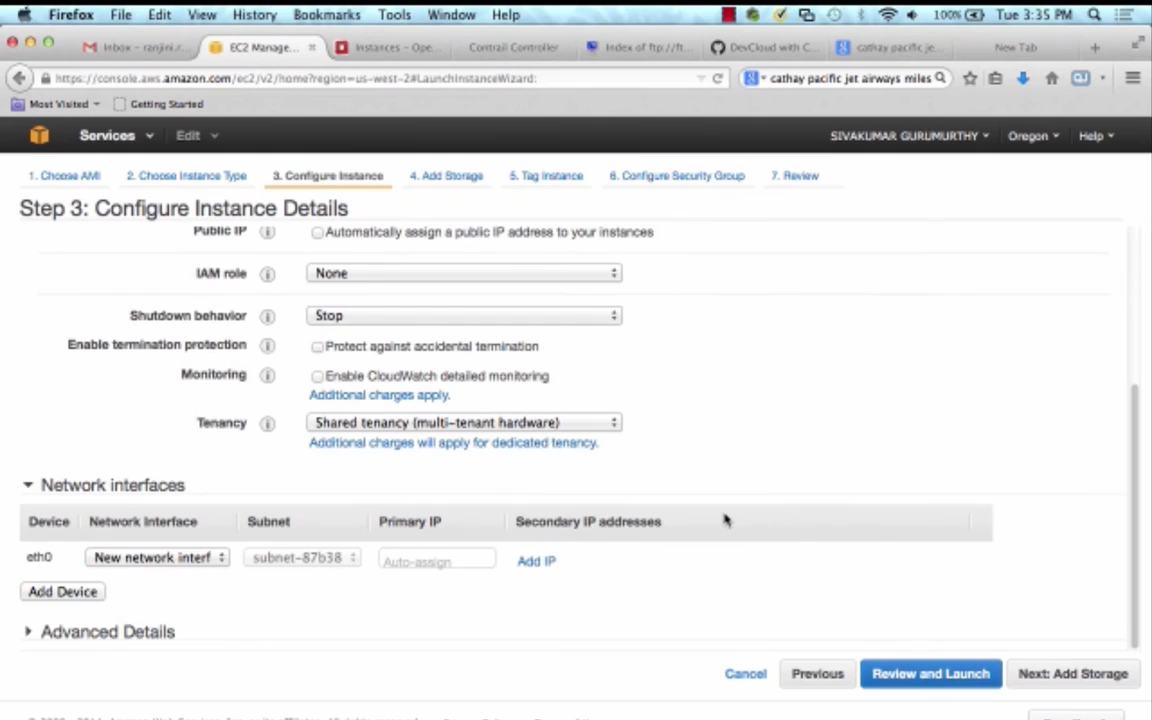 Firefox File Edit View History Bookmarks Tools Window Help 100% Tue 3:35 PM
Inbox – ranjini.r... EC2 Manage... Instances – Ope... Contrail Controller Index of ftp://ft... DevCloud with C... cathay pacific je... New Tab
https://console.aws.amazon.com/ec2/v2/home?region=us-west-2#LaunchInstanceWizard: cathay pacific jet airways miles
Most Visited Getting Started
Services Edit SIVAKUMAR GURUMURTHY Oregon Help
1. Choose AMI 2. Choose Instance Type 3. Configure Instance 4. Add Storage 5. Tag Instance 6. Configure Security Group 7. Review
Step 3: Configure Instance Details
Public IP Automatically assign a public IP address to your instances
IAM role None
Shutdown behavior Stop
Enable termination protection Protect against accidental termination
Monitoring Enable CloudWatch detailed monitoring
Additional charges apply.
Tenancy Shared tenancy (multi-tenant hardware)
Additional charges will apply for dedicated tenancy.
Network interfaces
Device Network Interface Subnet Primary IP Secondary IP addresses
eth0 New network interf subnet-87b38 Auto-assign Add IP
Add Device
Advanced Details
Cancel Previous Review and Launch Next: Add Storage